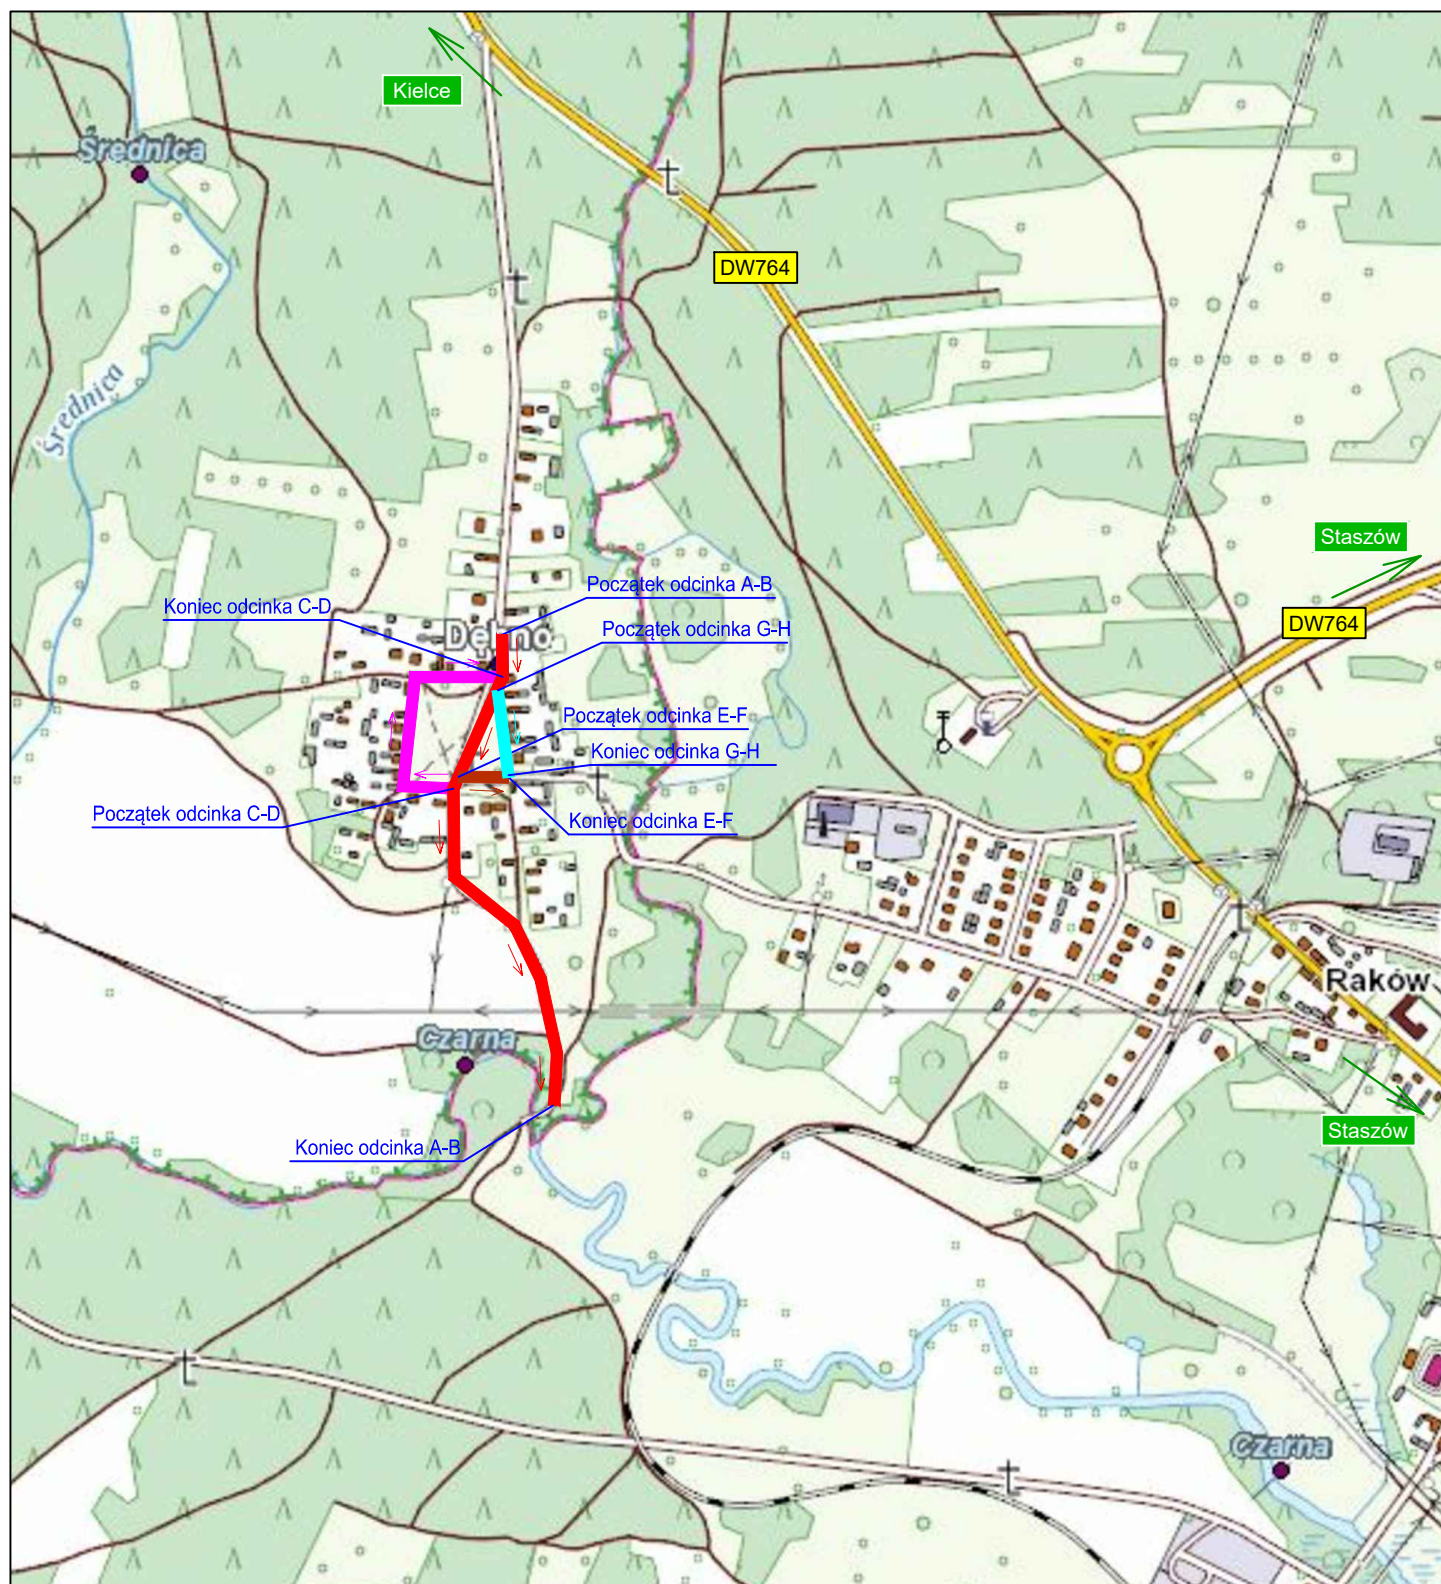 Kielce
Średnica
DW764
Średnica
Staszów
Początek odcinka A-B
Koniec odcinka C-D
DW764
Początek odcinka G-H
Dębno
Początek odcinka E-F
Koniec odcinka G-H
Początek odcinka C-D
Koniec odcinka E-F
Raków
Czarna
Staszów
Koniec odcinka A-B
Czarna